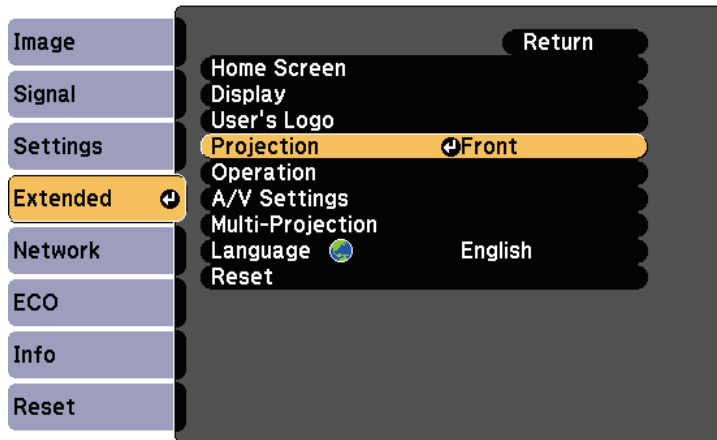 Image
Signal
Settings
Extended
Network
ECO
Info
Reset
Return
Home Screen
Display
User's Logo
Projection Front
Operation
A/V Settings
Multi-Projection
Language English
Reset